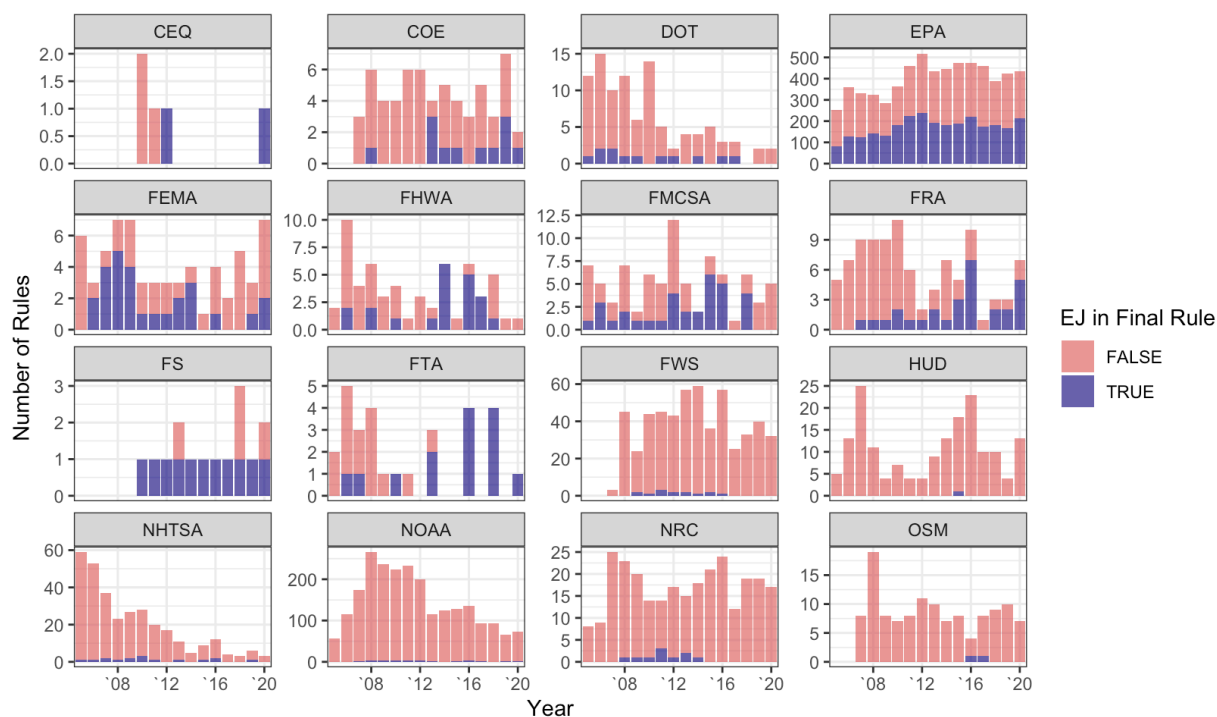 CEQ COE DOT EPA
2.0 1.5 1.0 0.5 0.0
6 4 2 0
15 10 5 0
500 400 300 200 100 0
FEMA FHWA FMCSA FRA
6 4 2 0
10.0 7.5 5.0 2.5 0.0
12.5 10.0 7.5 5.0 2.5 0.0
9 6 3 0
FS FTA FWS HUD
3 2 1 0
5 4 3 2 1 0
60 40 20 0
25 20 15 10 5 0
NHTSA NOAA NRC OSM
60 40 20 0
200 100 0
25 20 15 10 5 0
15 10 5 0
`08 `12 `16 `20 `08 `12 `16 `20 `08 `12 `16 `20 `08 `12 `16 `20
Year
Number of Rules
EJ in Final Rule
FALSE
TRUE